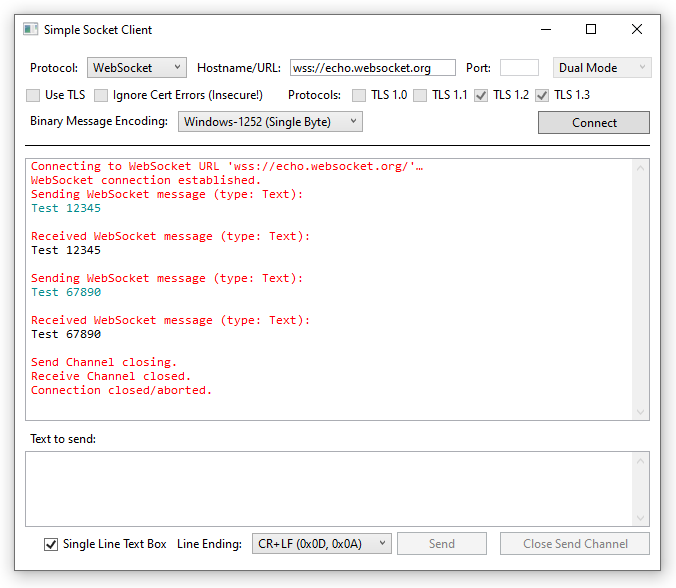 Simple Socket Client
Protocol: WebSocket Hostname/URL: wss://echo.websocket.org Port: Dual Mode
Use TLS Ignore Cert Errors (Insecure!) Protocols: TLS 1.0 TLS 1.1 TLS 1.2 TLS 1.3
Binary Message Encoding: Windows-1252 (Single Byte) Connect
Connecting to WebSocket URL 'wss://echo.websocket.org/'…
WebSocket connection established.
Sending WebSocket message (type: Text):
Test 12345
Received WebSocket message (type: Text):
Test 12345
Sending WebSocket message (type: Text):
Test 67890
Received WebSocket message (type: Text):
Test 67890
Send Channel closing.
Receive Channel closed.
Connection closed/aborted.
Text to send:
Single Line Text Box Line Ending: CR+LF (0x0D, 0x0A) Send Close Send Channel